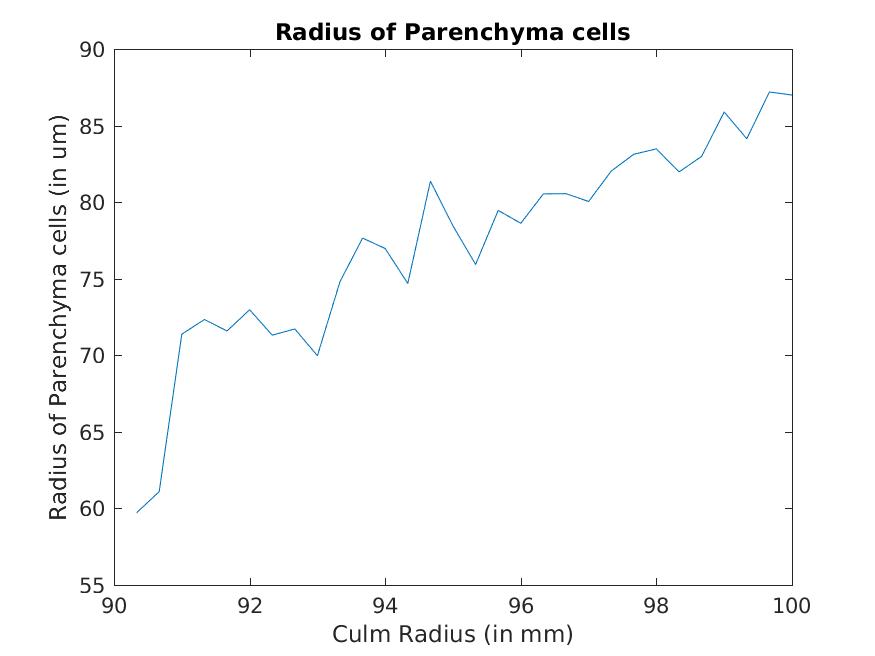 Radius of Parenchyma cells
Radius of Parenchyma cells (in um)
90
85
80
75
70
65
60
55
90 92 94 96 98 100
Culm Radius (in mm)